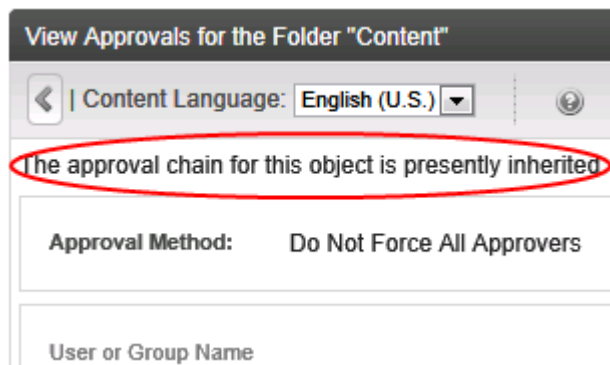 View Approvals for the Folder "Content"
| Content Language: English (U.S.)
The approval chain for this object is presently inherited
Approval Method: Do Not Force All Approvers
User or Group Name